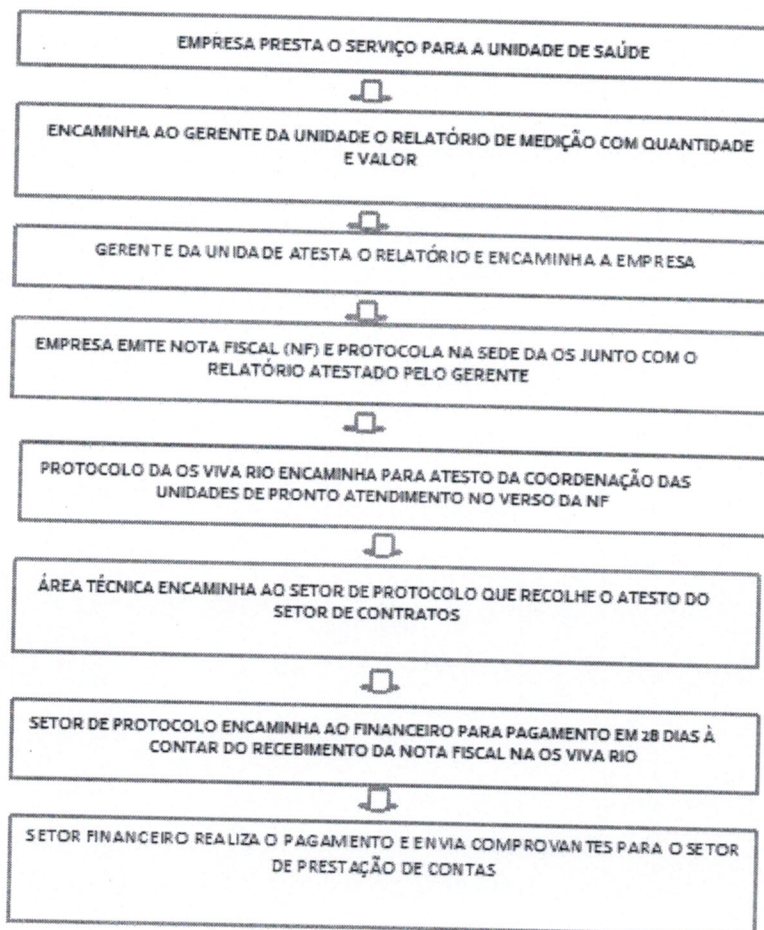 EMPRESA PRESTA O SERVIÇO PARA A UNIDADE DE SAÚDE
ENCAMINHA AO GERENTE DA UNIDADE O RELATÓRIO DE MEDIÇÃO COM QUANTIDADE
E VALOR
GERENTE DA UNIDADE ATESTA O RELATÓRIO E ENCAMINHA A EMPRESA
EMPRESA EMITE NOTA FISCAL (NF) E PROTOCOLA NA SEDE DA OS JUNTO COM O
RELATÓRIO ATESTADO PELO GERENTE
PROTOCOLO DA OS VIVA RIO ENCAMINHA PARA ATESTO DA COORDENAÇÃO DAS
UNIDADES DE PRONTO ATENDIMENTO NO VERSO DA NF
ÁREA TÉCNICA ENCAMINHA AO SETOR DE PROTOCOLO QUE RECOLHE O ATESTO DO
SETOR DE CONTRATOS
SETOR DE PROTOCOLO ENCAMINHA AO FINANCEIRO PARA PAGAMENTO EM 28 DIAS À
CONTAR DO RECEBIMENTO DA NOTA FISCAL NA OS VIVA RIO
SETOR FINANCEIRO REALIZA O PAGAMENTO E ENVIA COMPROVANTES PARA O SETOR
DE PRESTAÇÃO DE CONTAS